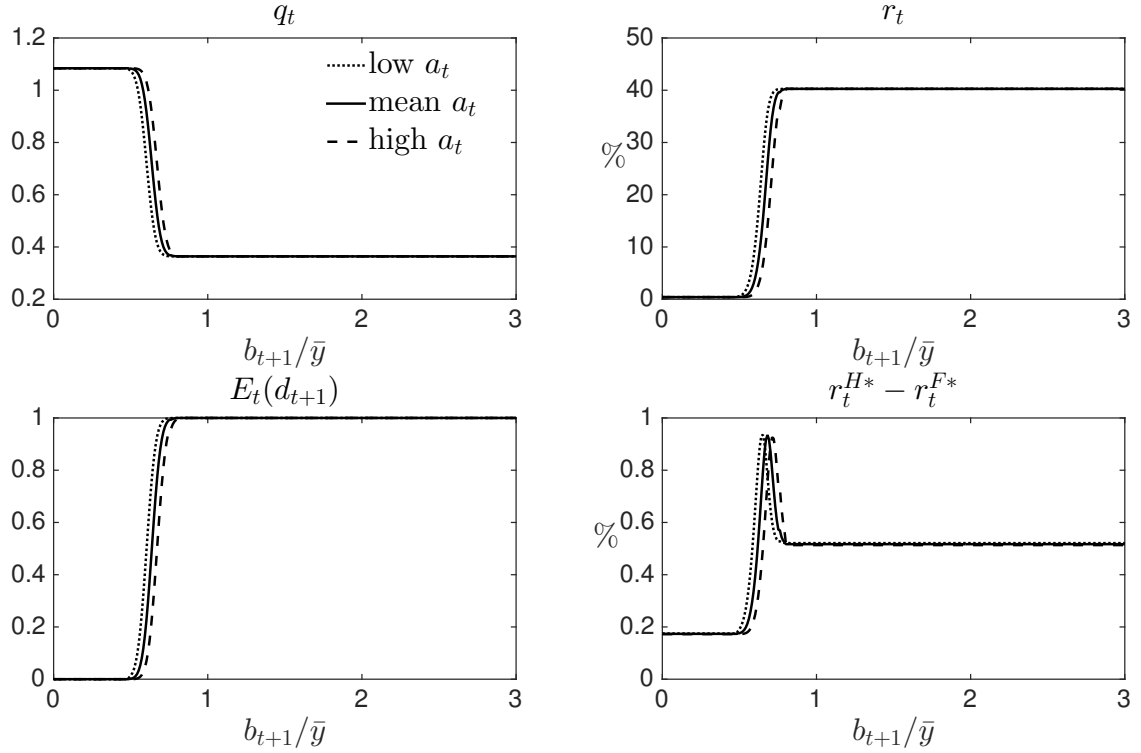 q_t
1.2
1
0.8
0.6
0.4
0.2
0 1 2 3
b_{t+1}/ȳ
low a_t
mean a_t
high a_t
r_t
50
40
30
20
10
0
%
0 1 2 3
b_{t+1}/ȳ
E_t(d_{t+1})
1
0.8
0.6
0.4
0.2
0
0 1 2 3
b_{t+1}/ȳ
r_t^{H*} − r_t^{F*}
1
0.8
0.6
0.4
0.2
0
%
0 1 2 3
b_{t+1}/ȳ